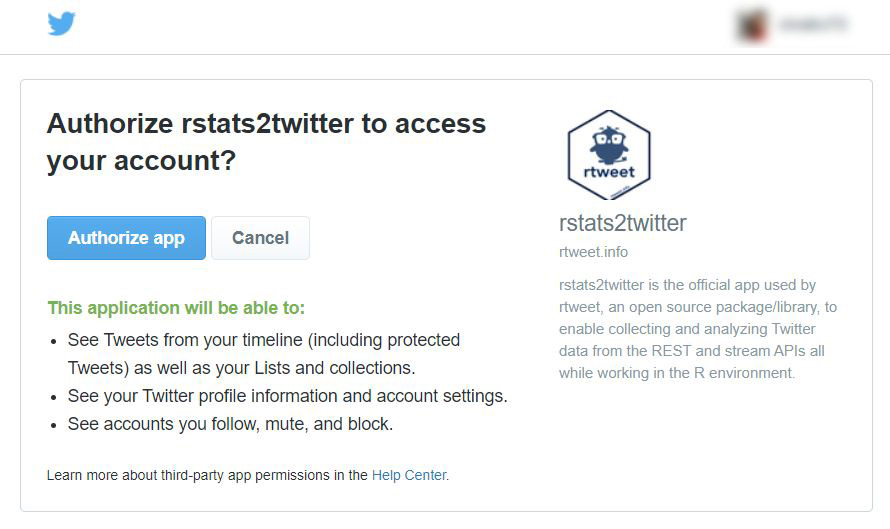 Authorize rstats2twitter to access
your account?
Authorize app
Cancel
This application will be able to:
• See Tweets from your timeline (including protected
Tweets) as well as your Lists and collections.
• See your Twitter profile information and account settings.
• See accounts you follow, mute, and block.
Learn more about third-party app permissions in the Help Center.
rtweet
rstats2twitter
rtweet.info
rstats2twitter is the official app used by
rtweet, an open source package/library, to
enable collecting and analyzing Twitter
data from the REST and stream APIs all
while working in the R environment.